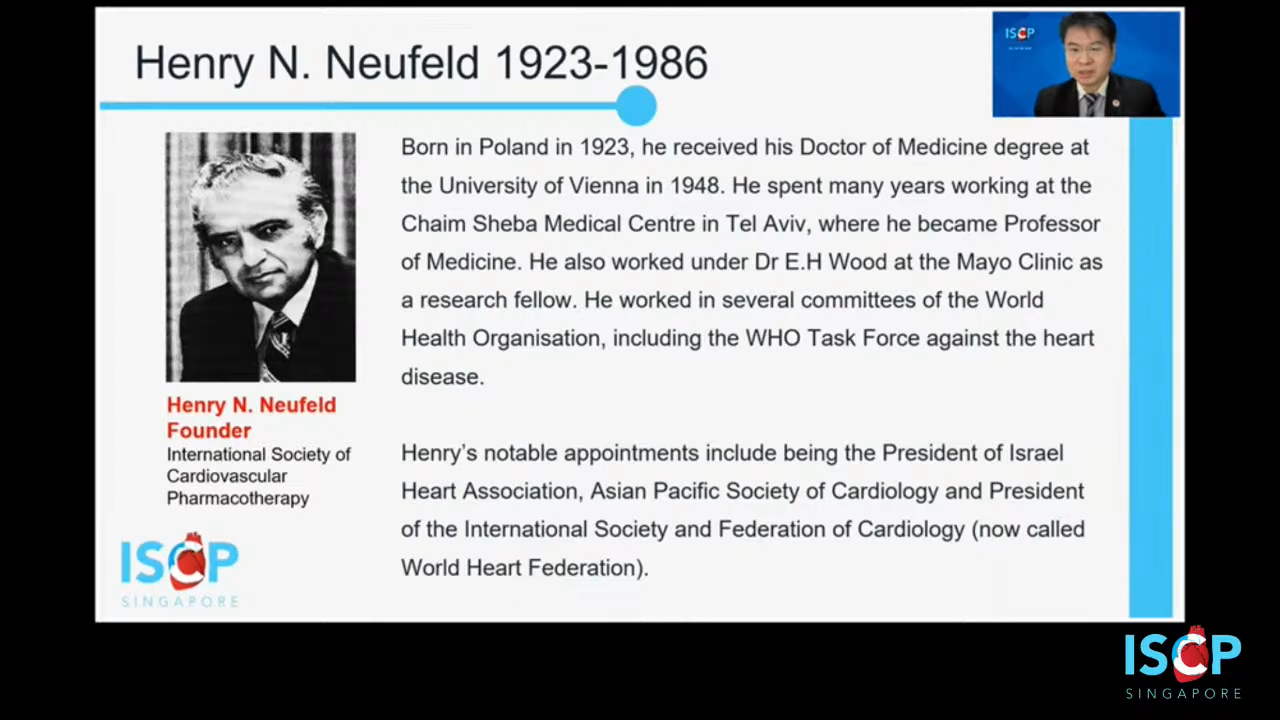 Henry N. Neufeld 1923-1986
ISCP
Born in Poland in 1923, he received his Doctor of Medicine degree at
the University of Vienna in 1948. He spent many years working at the
Chaim Sheba Medical Centre in Tel Aviv, where he became Professor
of Medicine. He also worked under Dr E.H Wood at the Mayo Clinic as
a research fellow. He worked in several committees of the World
Health Organisation, including the WHO Task Force against the heart
disease.
Henry's notable appointments include being the President of Israel
Heart Association, Asian Pacific Society of Cardiology and President
of the International Society and Federation of Cardiology (now called
World Heart Federation).
Henry N. Neufeld
Founder
International Society of
Cardiovascular
Pharmacotherapy
ISCP
SINGAPORE
ISCP
SINGAPORE